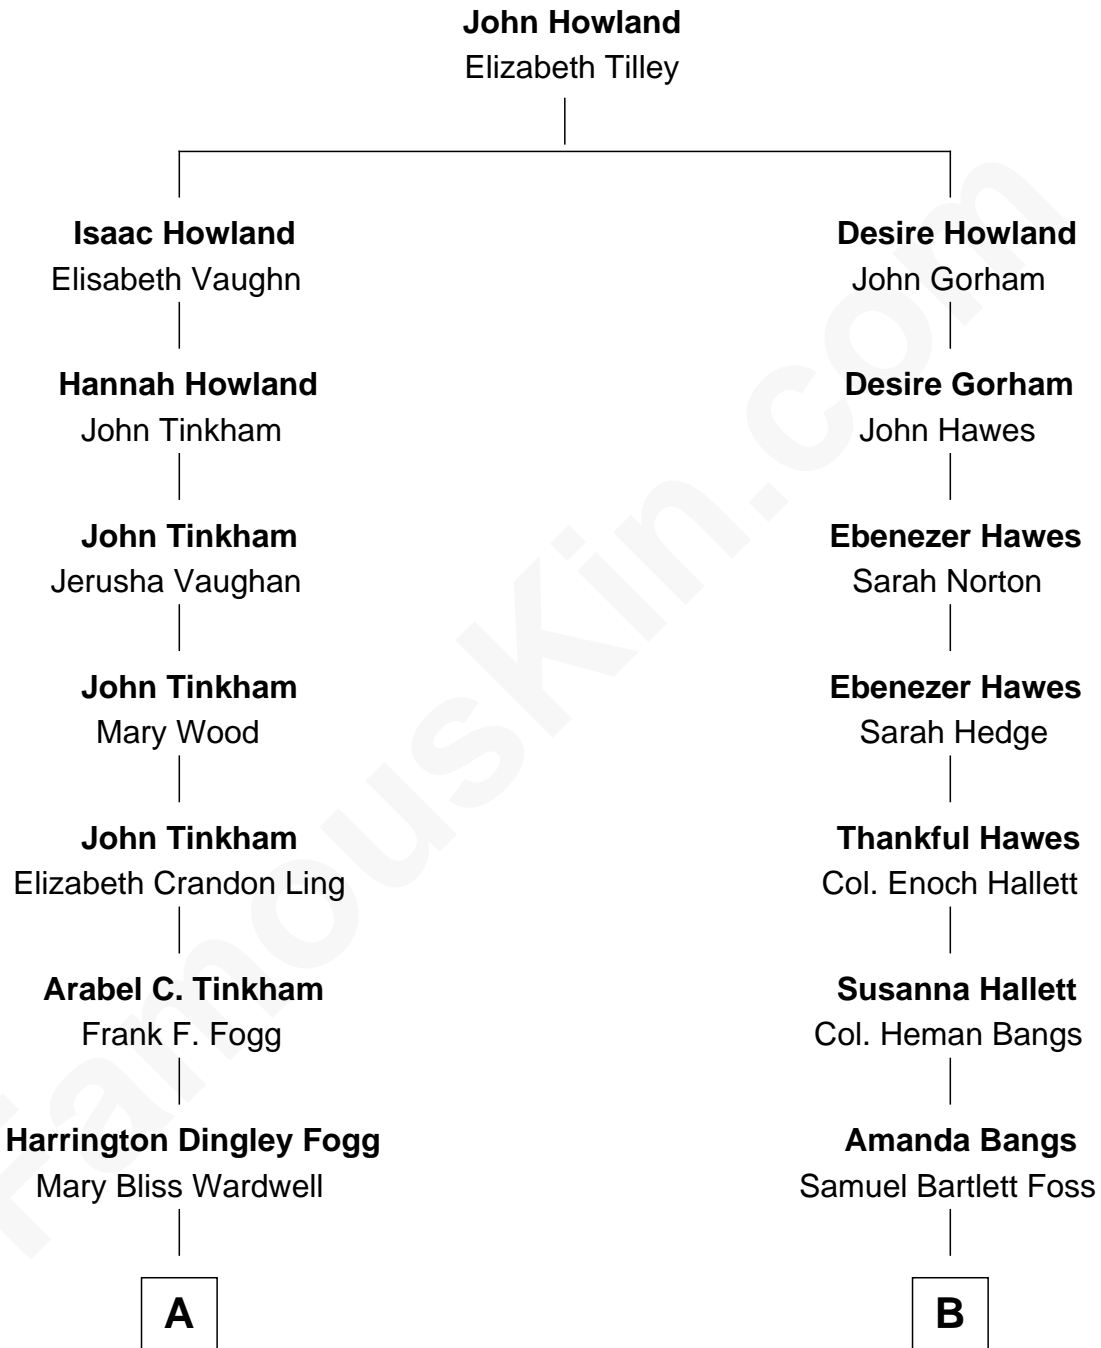 John Howland
Elizabeth Tilley
Isaac Howland
Elisabeth Vaughn
Desire Howland
John Gorham
Hannah Howland
John Tinkham
Desire Gorham
John Hawes
John Tinkham
Jerusha Vaughan
Ebenezer Hawes
Sarah Norton
John Tinkham
Mary Wood
Ebenezer Hawes
Sarah Hedge
John Tinkham
Elizabeth Crandon Ling
Thankful Hawes
Col. Enoch Hallett
Arabel C. Tinkham
Frank F. Fogg
Susanna Hallett
Col. Heman Bangs
Harrington Dingley Fogg
Mary Bliss Wardwell
Amanda Bangs
Samuel Bartlett Foss
A
B
FamousKin.com